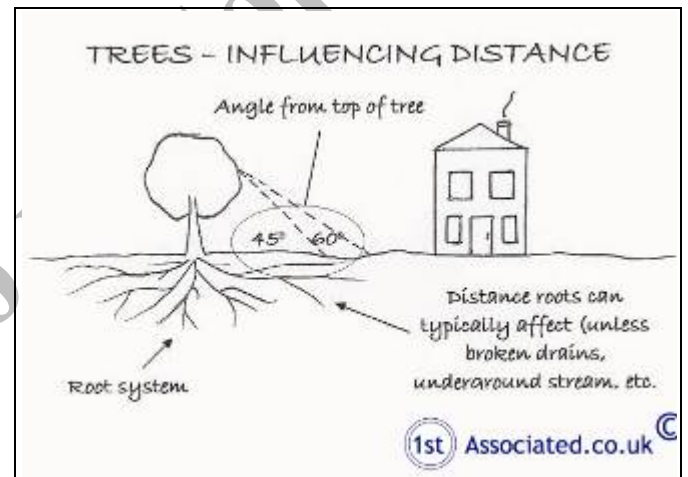 TREES – INFLUENCING DISTANCE
Angle from top of tree
45° 60°
Distance roots can
typically affect (unless
broken drains,
underground stream, etc.
Root system
1st Associated.co.uk ©